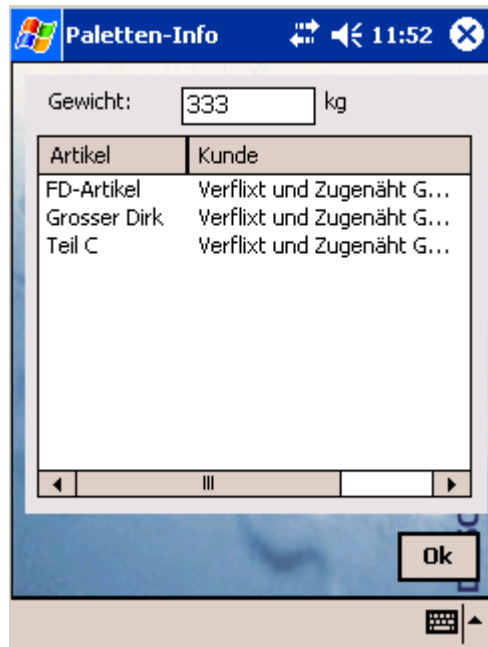 Paletten-Info 11:52
Gewicht: 333 kg
Artikel Kunde
FD-Artikel Verflixt und Zugenäht G...
Grosser Dirk Verflixt und Zugenäht G...
Teil C Verflixt und Zugenäht G...
Ok